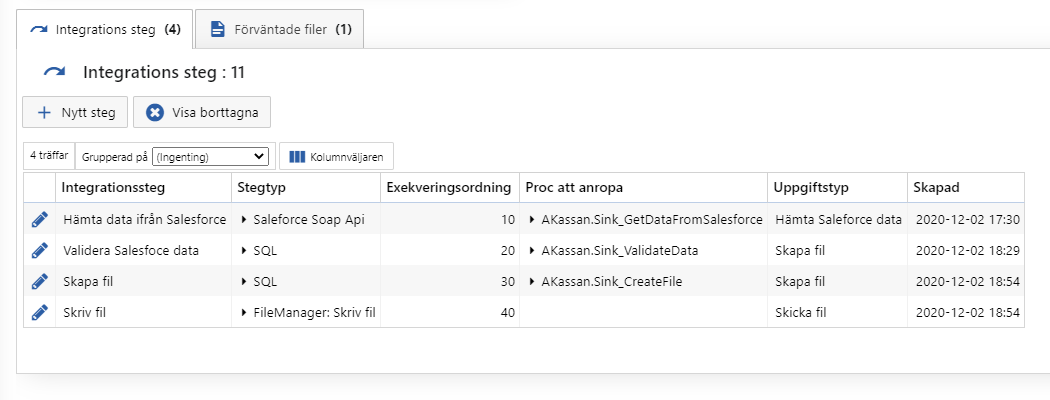 Integrations steg (4) Förväntade filer (1)
Integrations steg : 11
Nytt steg Visa borttagna
4 träffar Grupperad på (Ingenting) Kolumnväljaren
Integrationssteg Stegtyp Exekveringsordning Proc att anropa Uppgiftstyp Skapad
Hämta data ifrån Salesforce Saleforce Soap Api 10 AKassan.Sink_GetDataFromSalesforce Hämta Saleforce data 2020-12-02 17:30
Validera Salesfoce data SQL 20 AKassan.Sink_ValidateData Skapa fil 2020-12-02 18:29
Skapa fil SQL 30 AKassan.Sink_CreateFile Skapa fil 2020-12-02 18:54
Skriv fil FileManager: Skriv fil 40 Skicka fil 2020-12-02 18:54